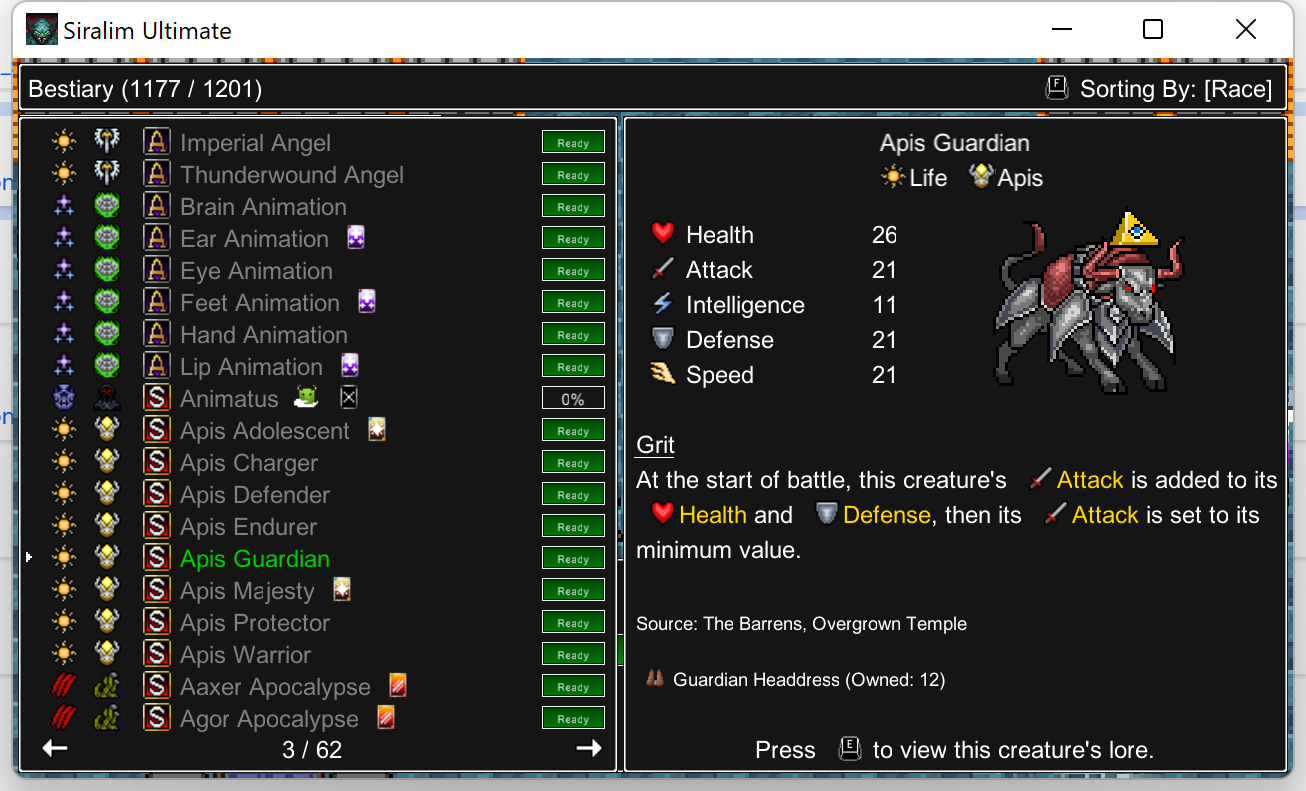 Siralim Ultimate
Bestiary (1177 / 1201)
F Sorting By: [Race]
A Imperial Angel Ready
A Thunderwound Angel Ready
A Brain Animation Ready
A Ear Animation Ready
A Eye Animation Ready
A Feet Animation Ready
A Hand Animation Ready
A Lip Animation Ready
S Animatus 0%
S Apis Adolescent Ready
S Apis Charger Ready
S Apis Defender Ready
S Apis Endurer Ready
S Apis Guardian Ready
S Apis Majesty Ready
S Apis Protector Ready
S Apis Warrior Ready
S Aaxer Apocalypse Ready
S Agor Apocalypse Ready
3 / 62
Apis Guardian
Life Apis
Health 26
Attack 21
Intelligence 11
Defense 21
Speed 21
Grit
At the start of battle, this creature's Attack is added to its
Health and Defense, then its Attack is set to its
minimum value.
Source: The Barrens, Overgrown Temple
Guardian Headdress (Owned: 12)
Press E to view this creature's lore.